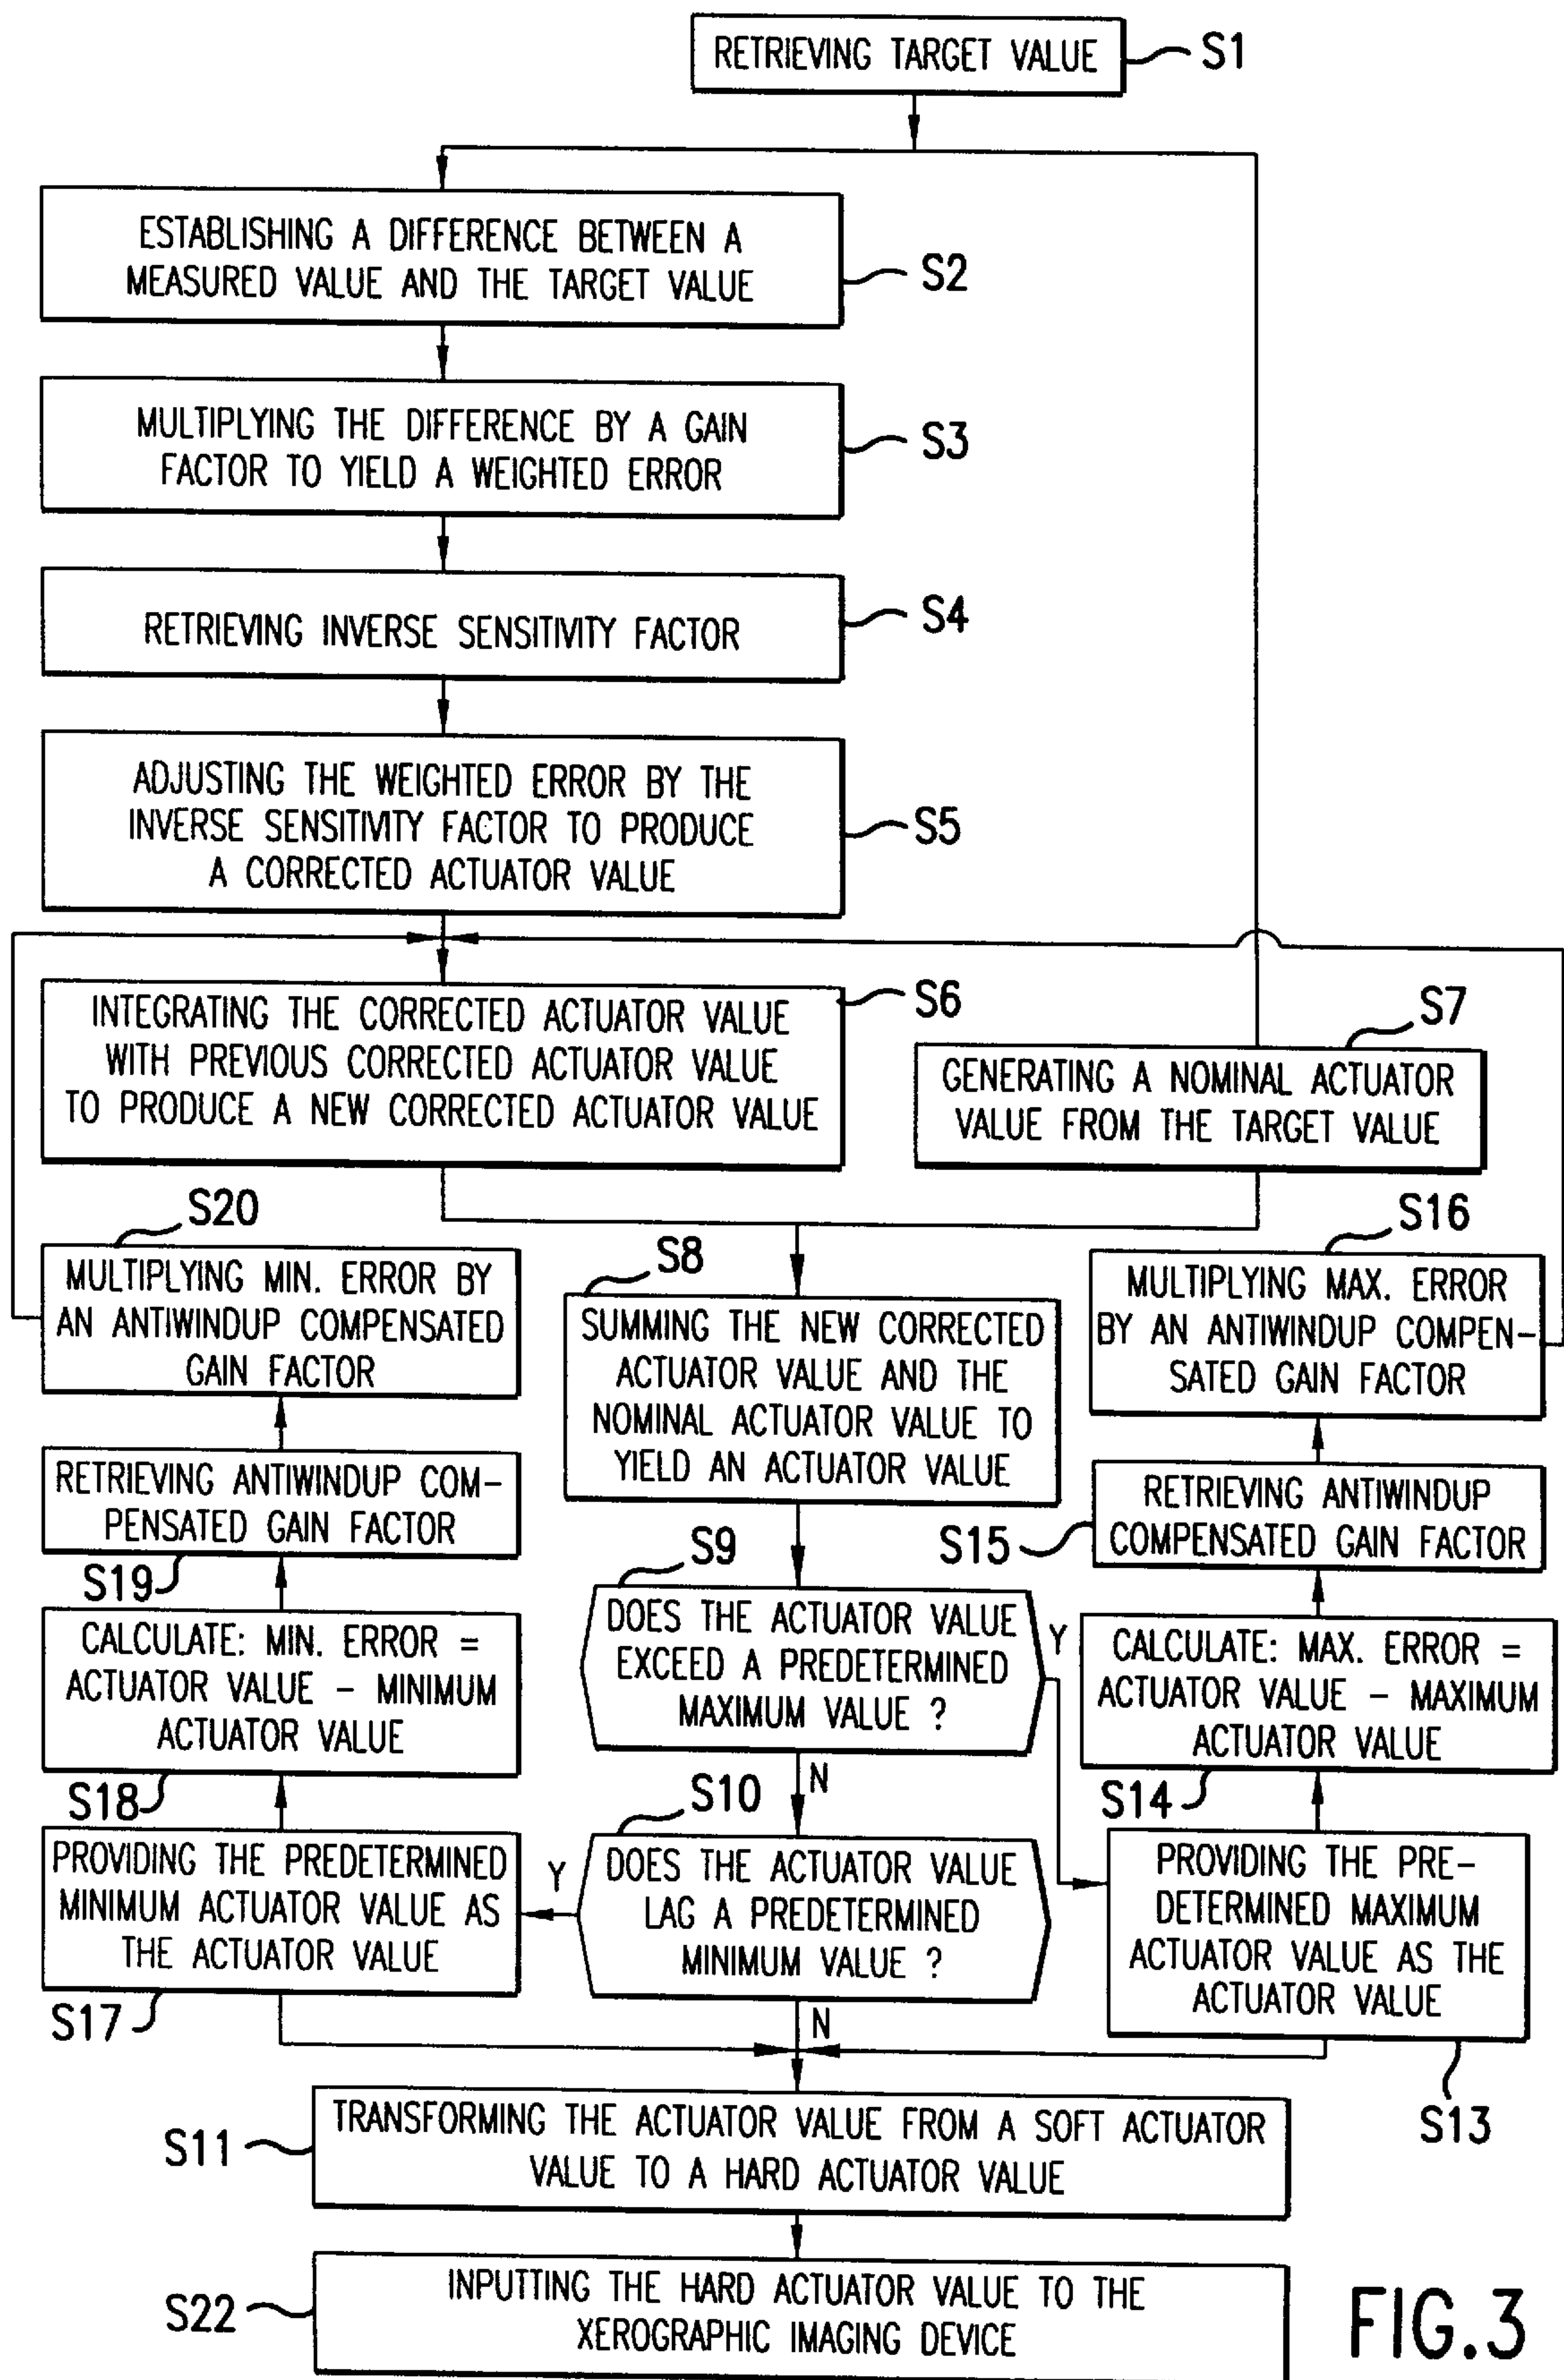 RETRIEVING TARGET VALUE
S1
ESTABLISHING A DIFFERENCE BETWEEN A
MEASURED VALUE AND THE TARGET VALUE
S2
MULTIPLYING THE DIFFERENCE BY A GAIN
FACTOR TO YIELD A WEIGHTED ERROR
S3
RETRIEVING INVERSE SENSITIVITY FACTOR
S4
ADJUSTING THE WEIGHTED ERROR BY THE
INVERSE SENSITIVITY FACTOR TO PRODUCE
A CORRECTED ACTUATOR VALUE
S5
INTEGRATING THE CORRECTED ACTUATOR VALUE
WITH PREVIOUS CORRECTED ACTUATOR VALUE
TO PRODUCE A NEW CORRECTED ACTUATOR VALUE
S6
S7
GENERATING A NOMINAL ACTUATOR
VALUE FROM THE TARGET VALUE
S20
MULTIPLYING MIN. ERROR BY
AN ANTIWINDUP COMPENSATED
GAIN FACTOR
S8
SUMMING THE NEW CORRECTED
ACTUATOR VALUE AND THE
NOMINAL ACTUATOR VALUE TO
YIELD AN ACTUATOR VALUE
S16
MULTIPLYING MAX. ERROR
BY AN ANTIWINDUP COMPEN-
SATED GAIN FACTOR
RETRIEVING ANTIWINDUP COM-
PENSATED GAIN FACTOR
S19
S15
RETRIEVING ANTIWINDUP
COMPENSATED GAIN FACTOR
S9
DOES THE ACTUATOR VALUE
EXCEED A PREDETERMINED
MAXIMUM VALUE ?
Y
N
CALCULATE: MIN. ERROR =
ACTUATOR VALUE - MINIMUM
ACTUATOR VALUE
S18
CALCULATE: MAX. ERROR =
ACTUATOR VALUE - MAXIMUM
ACTUATOR VALUE
S14
S10
DOES THE ACTUATOR VALUE
LAG A PREDETERMINED
MINIMUM VALUE ?
Y
N
PROVIDING THE PREDETERMINED
MINIMUM ACTUATOR VALUE AS
THE ACTUATOR VALUE
S17
PROVIDING THE PRE-
DETERMINED MAXIMUM
ACTUATOR VALUE AS THE
ACTUATOR VALUE
S13
S11
TRANSFORMING THE ACTUATOR VALUE FROM A SOFT ACTUATOR
VALUE TO A HARD ACTUATOR VALUE
S22
INPUTTING THE HARD ACTUATOR VALUE TO THE
XEROGRAPHIC IMAGING DEVICE
FIG.3